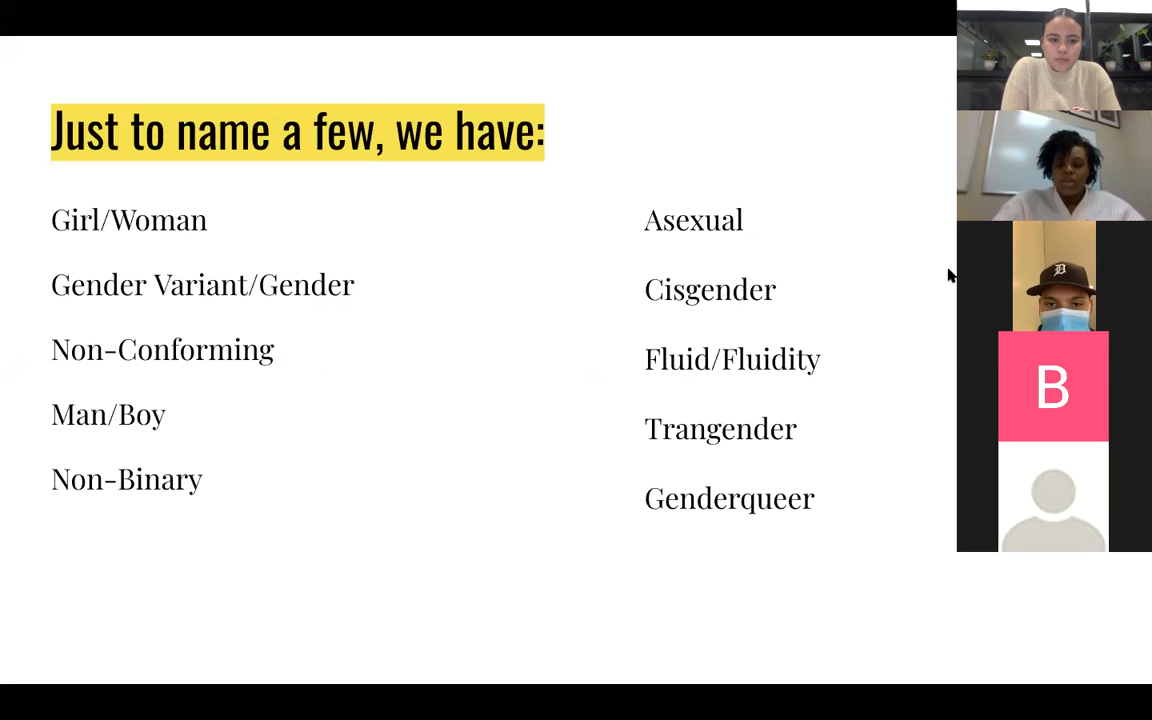 Just to name a few, we have:
Girl/Woman
Gender Variant/Gender
Non-Conforming
Man/Boy
Non-Binary
Asexual
Cisgender
Fluid/Fluidity
Trangender
Genderqueer
D
B